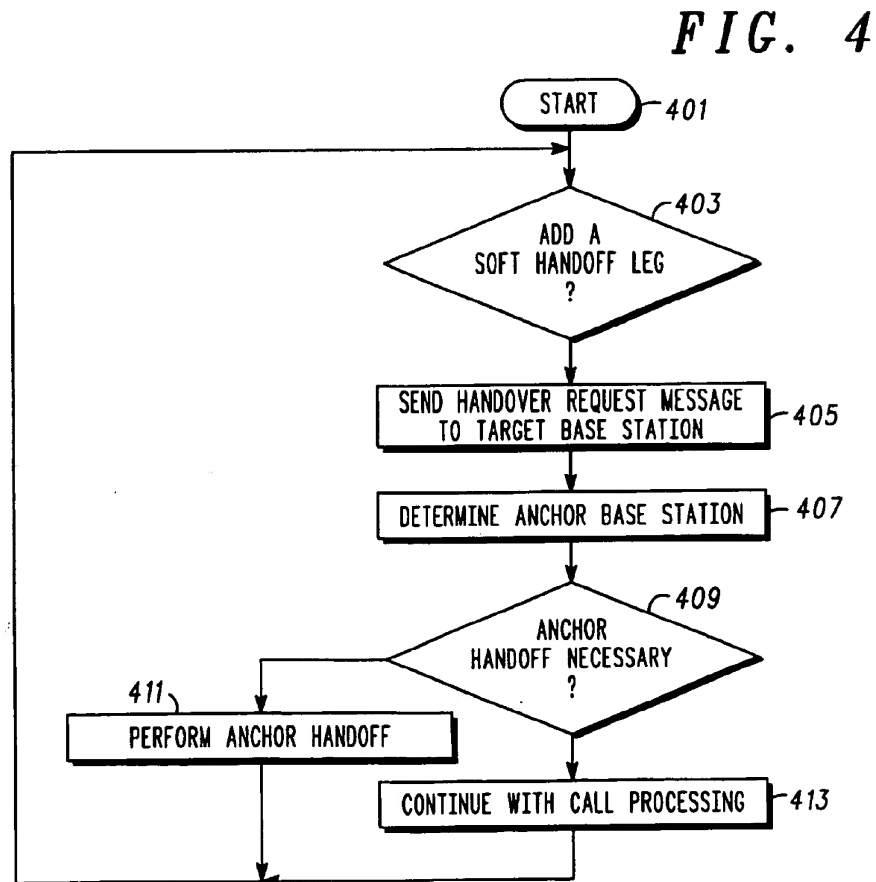 FIG. 4
START
401
403
ADD A
SOFT HANDOFF LEG
?
SEND HANDOVER REQUEST MESSAGE
TO TARGET BASE STATION
405
DETERMINE ANCHOR BASE STATION
407
409
ANCHOR
HANDOFF NECESSARY
?
411
PERFORM ANCHOR HANDOFF
CONTINUE WITH CALL PROCESSING
413